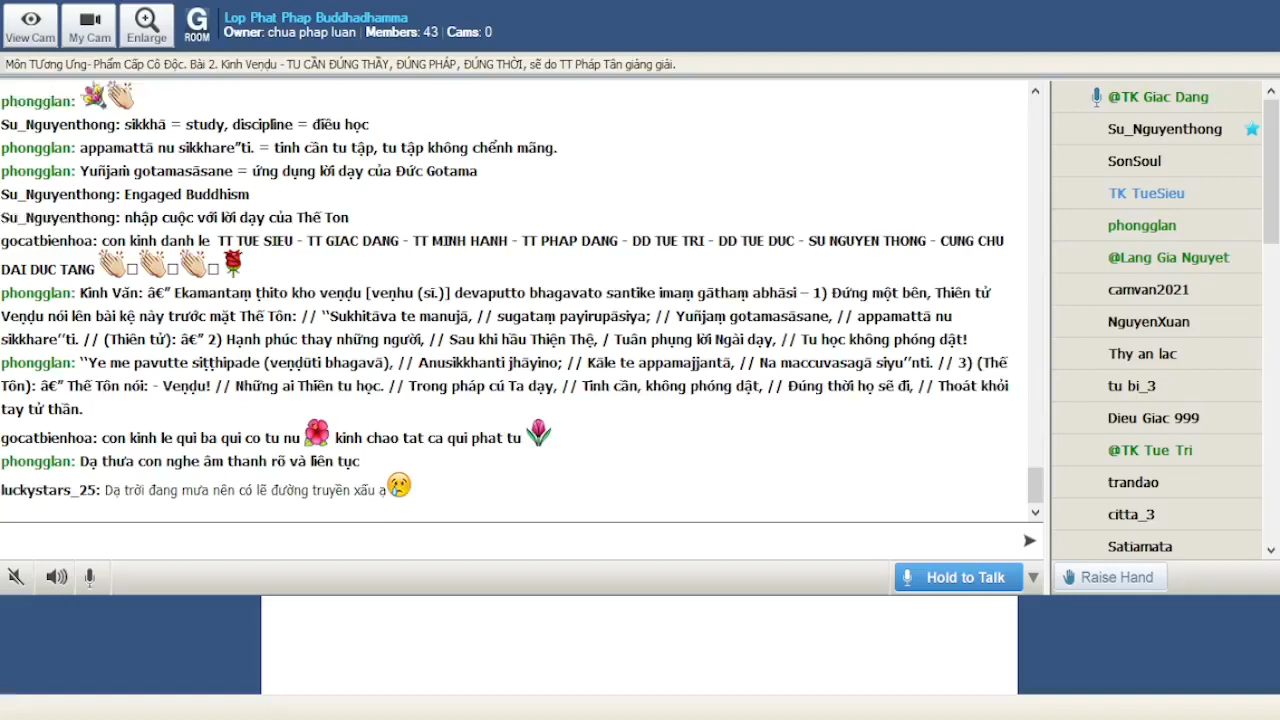 Lop Phat Phap Buddhadhamma
Owner: chua phap luan | Members: 43 | Cams: 0
View Cam
My Cam
Enlarge
G
ROOM
Môn Tương Ưng- Phẩm Cấp Cô Độc. Bài 2. Kinh Veṇḍu - TU CẦN ĐÚNG THẦY, ĐÚNG PHÁP, ĐÚNG THỜI, sẽ do TT Pháp Tân giảng giải.
phongglan:
Su_Nguyenthong: sikkhā = study, discipline = điều học
phongglan: appamattā nu sikkhare”ti. = tinh cần tu tập, tu tập không chểnh mãng.
phongglan: Yuñjaṁ gotamasāsane = ứng dụng lời dạy của Đức Gotama
Su_Nguyenthong: Engaged Buddhism
Su_Nguyenthong: nhập cuộc với lời dạy của Thế Ton
gocatbienhoa: con kinh danh le TT TUE SIEU - TT GIAC DANG - TT MINH HANH - TT PHAP DANG - DD TUE TRI - DD TUE DUC - SU NGUYEN THONG - CUNG CHU
DAI DUC TANG
phongglan: Kinh Văn: â€” Ekamantaṃ ṭhito kho veṇḍu [veṇhu (sī.)] devaputto bhagavato santike imaṃ gāthaṃ abhāsi – 1) Đứng một bên, Thiên tử
Veṇḍu nói lên bài kệ này trước mặt Thế Tôn: // ‘‘Sukhitāva te manujā, // sugataṃ payirupāsiya; // Yuñjaṃ gotamasāsane, // appamattā nu
sikkhare’’ti. // (Thiên tử): â€” 2) Hạnh phúc thay những người, // Sau khi hầu Thiện Thệ, / Tuân phụng lời Ngài dạy, // Tu học không phóng dật!
phongglan: ‘‘Ye me pavutte siṭṭhipade (veṇḍūti bhagavā), // Anusikkhanti jhāyino; // Kāle te appamajjantā, // Na maccuvasagā siyu’’nti. // 3) (Thế
Tôn): â€” Thế Tôn nói: - Veṇḍu! // Những ai Thiền tu học. // Trong pháp cú Ta dạy, // Tinh cần, không phóng dật, // Đúng thời họ sẽ đi, // Thoát khỏi
tay tử thần.
gocatbienhoa: con kinh le qui ba qui co tu nu kinh chao tat ca qui phat tu
phongglan: Dạ thưa con nghe âm thanh rõ và liên tục
luckystars_25: Dạ trời đang mưa nên có lẽ đường truyền xấu ạ
@TK Giac Dang
Su_Nguyenthong
SonSoul
TK TueSieu
phongglan
@Lang Gia Nguyet
camvan2021
NguyenXuan
Thy an lac
tu bi_3
Dieu Giac 999
@TK Tue Tri
trandao
citta_3
Satiamata
Hold to Talk
Raise Hand